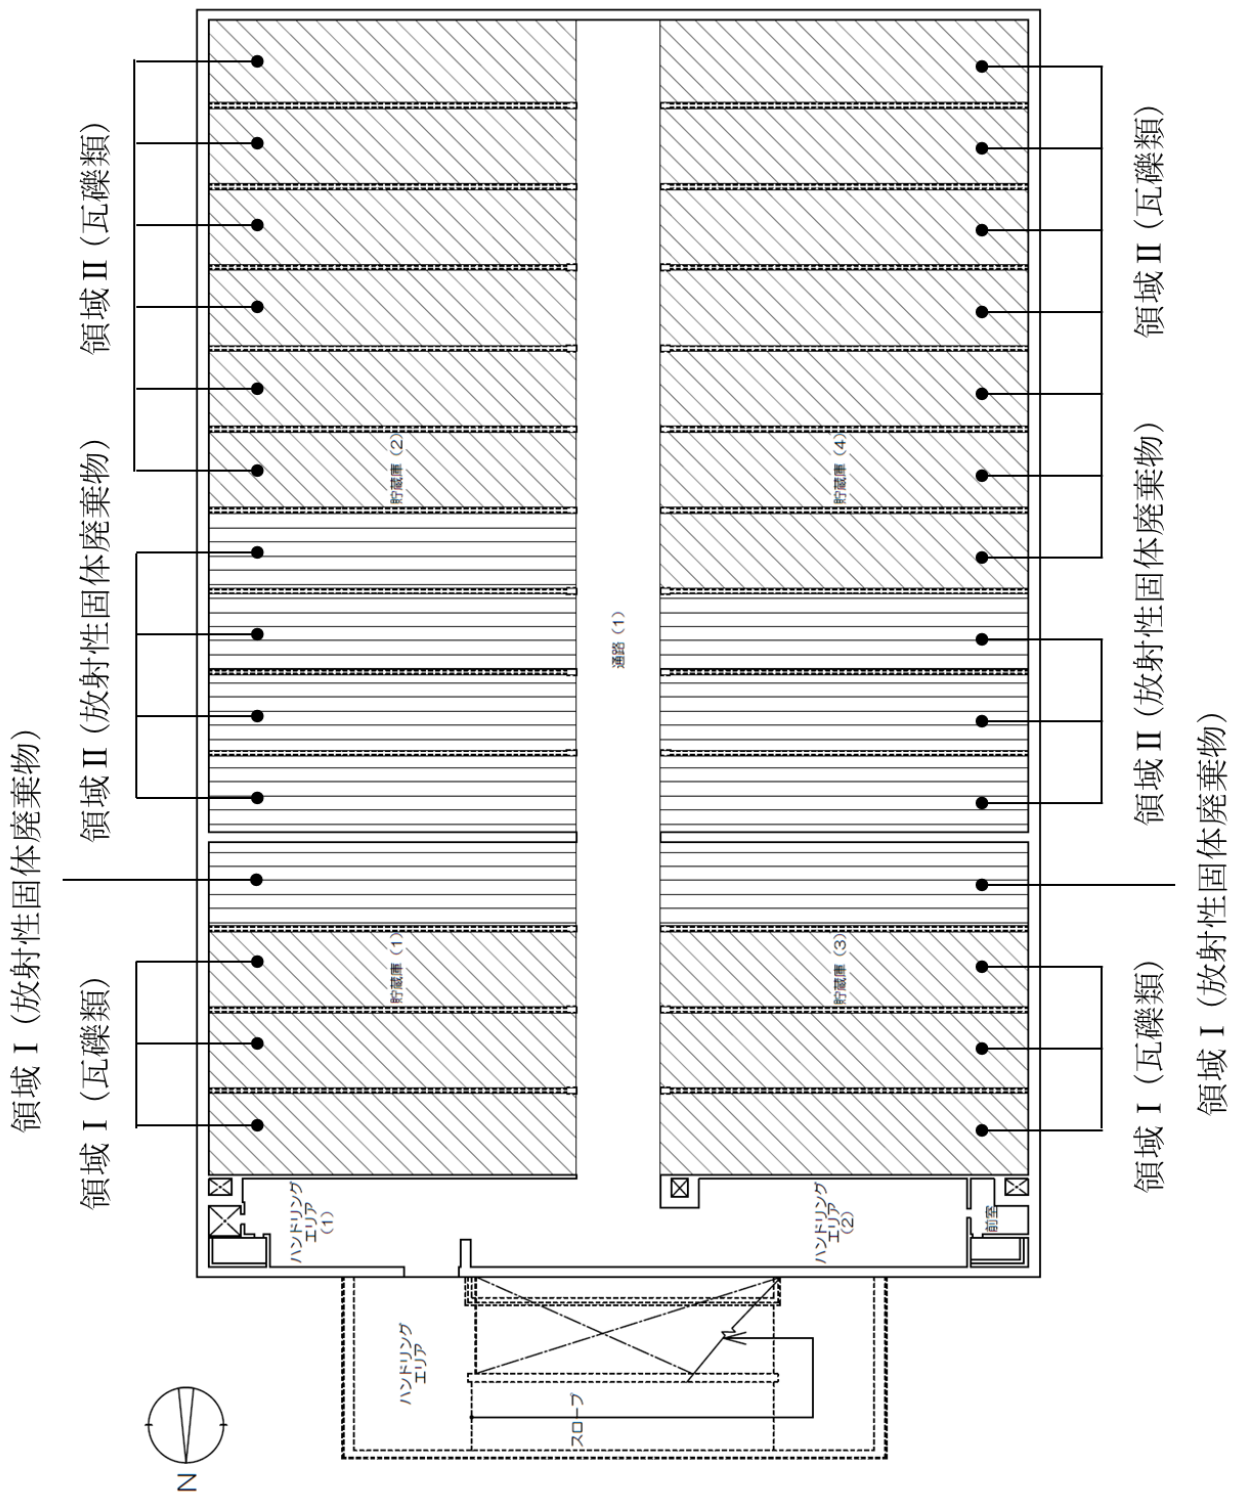 領域Ⅱ（瓦礫類）
領域Ⅱ（瓦礫類）
領域Ⅱ（放射性固体廃棄物）
貯蔵庫（2）
貯蔵庫（4）
領域Ⅱ（放射性固体廃棄物）
通路（1）
領域Ⅰ（放射性固体廃棄物）
領域Ⅰ（放射性固体廃棄物）
領域Ⅰ（瓦礫類）
貯蔵庫（1）
貯蔵庫（3）
領域Ⅰ（瓦礫類）
ハンドリング
エリア
（1）
ハンドリング
エリア
（2）
前室
ハンドリング
エリア
スロープ
N